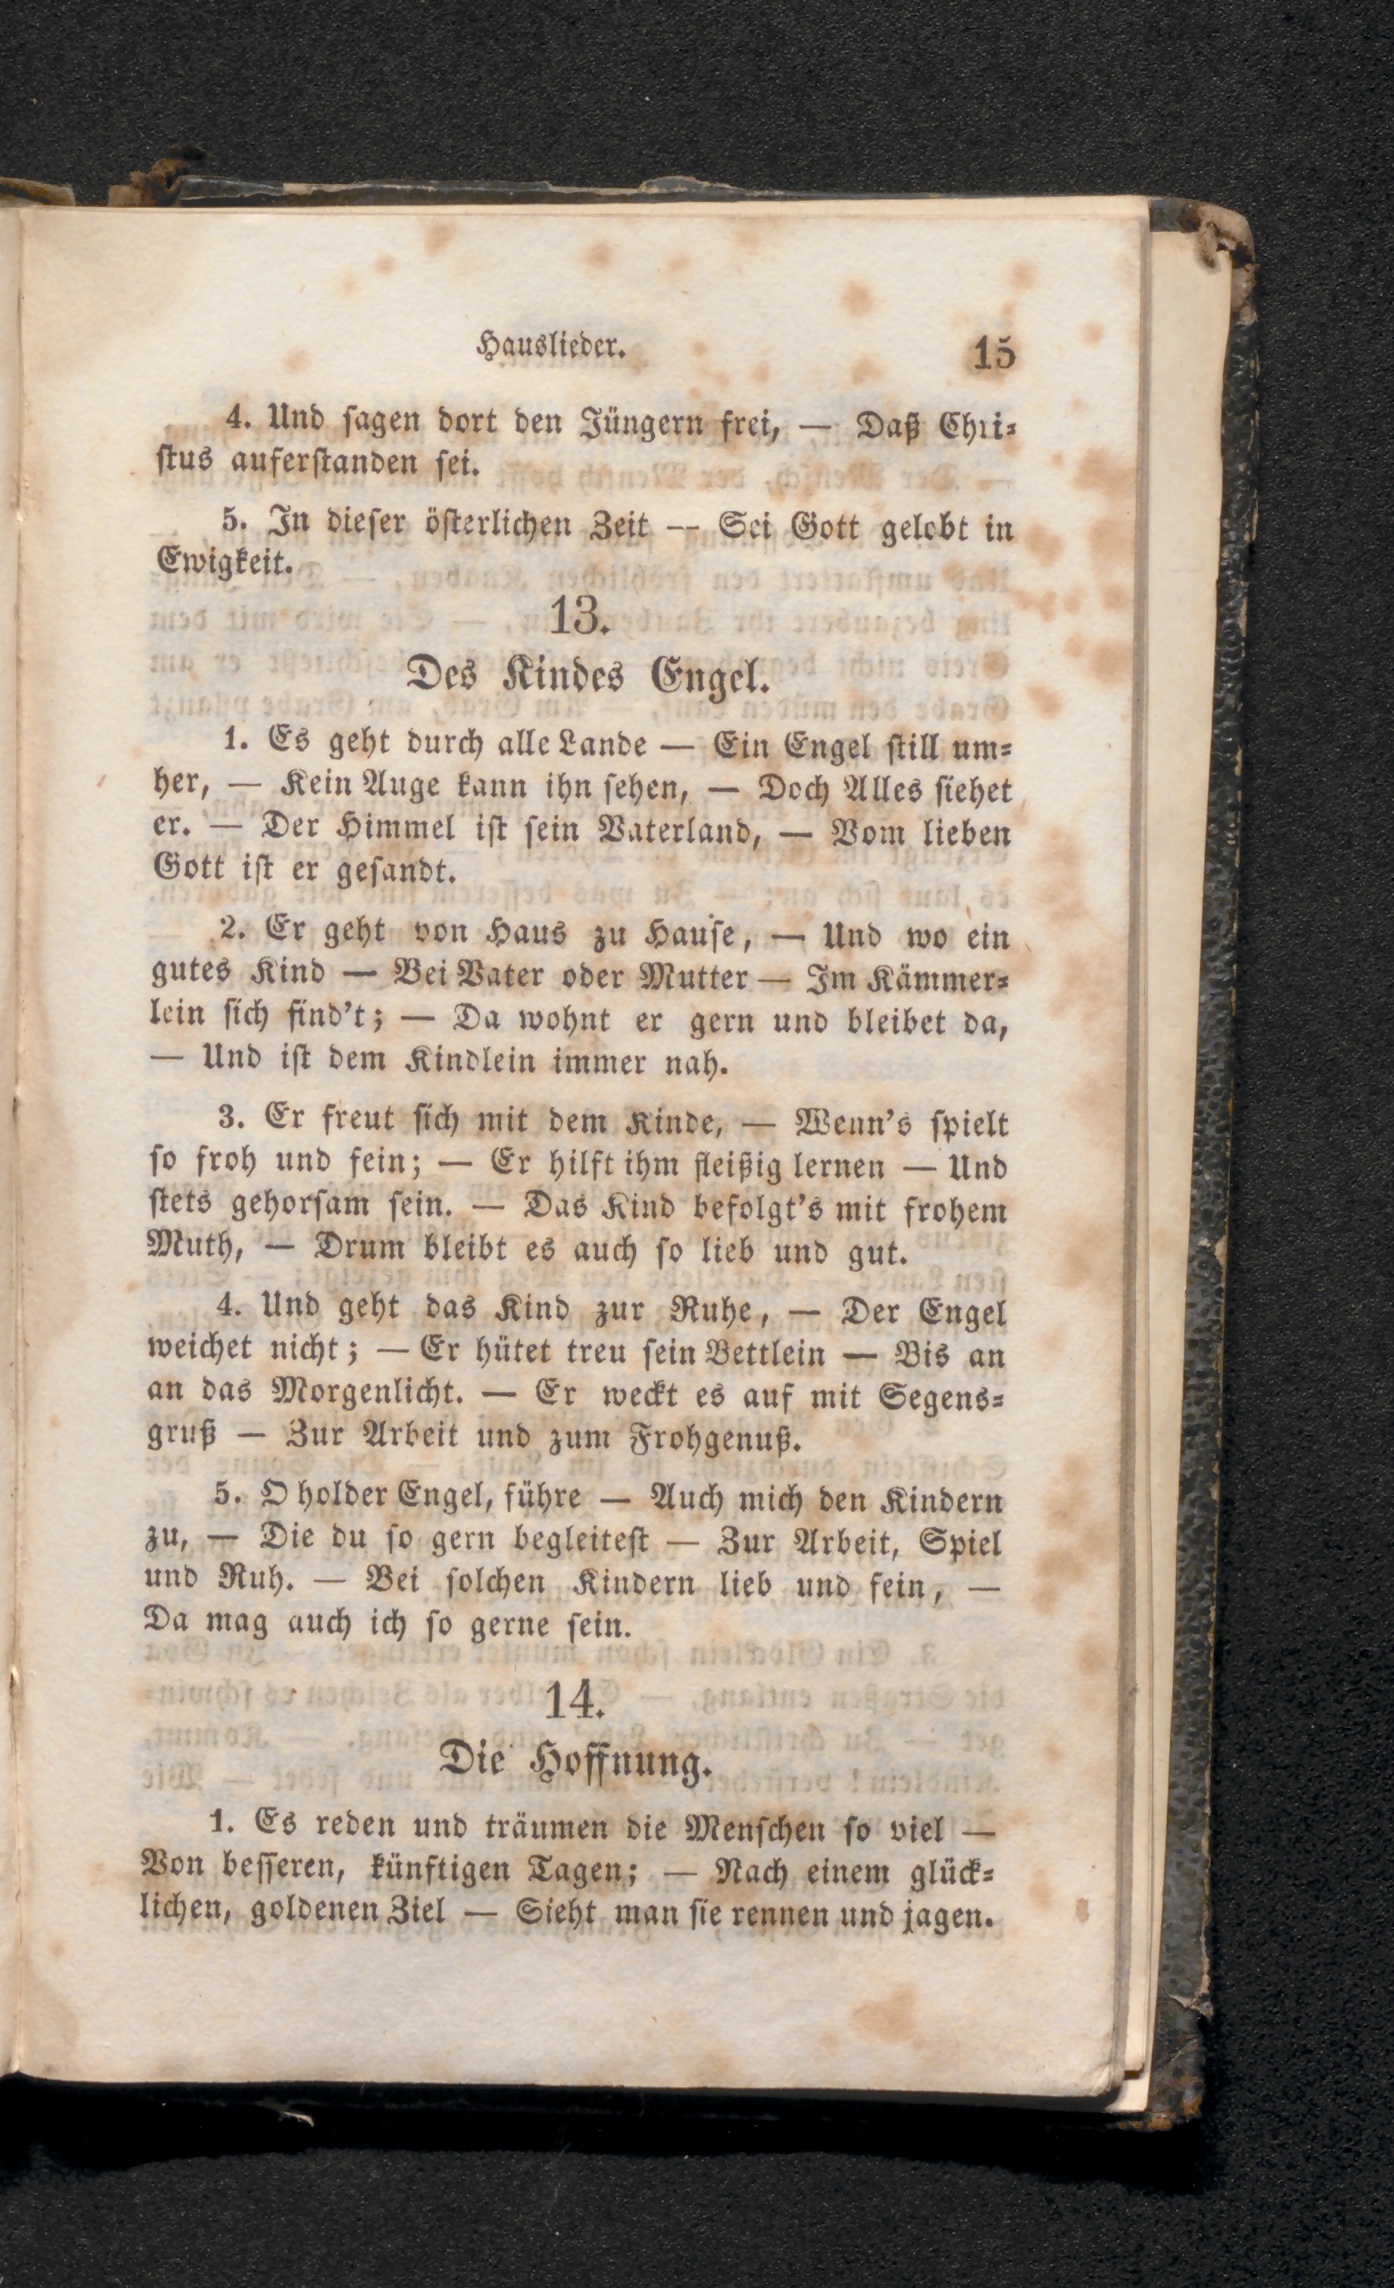 Hauslieder. 15
4. Und ſagen dort den Jüngern frei, — Daß Chri⸗
ſtus auferſtanden ſei.
5. In dieſer öſterlichen Zeit — Sei Gott gelobt in
Ewigkeit.
13.
Des Kindes Engel.
1. Es geht durch alle Lande — Ein Engel ſtill um⸗
her, — Kein Auge kann ihn ſehen, — Doch Alles ſiehet
er. — Der Himmel iſt ſein Vaterland, — Vom lieben
Gott iſt er geſandt.
2. Er geht von Haus zu Hauſe, — Und wo ein
gutes Kind — Bei Vater oder Mutter — Im Kämmer⸗
lein ſich find't; — Da wohnt er gern und bleibet da,
— Und iſt dem Kindlein immer nah.
3. Er freut ſich mit dem Kinde, — Wenn's ſpielt
ſo froh und fein; — Er hilft ihm fleißig lernen — Und
ſtets gehorſam ſein. — Das Kind befolgt's mit frohem
Muth, — Drum bleibt es auch ſo lieb und gut.
4. Und geht das Kind zur Ruhe, — Der Engel
weichet nicht; — Er hütet treu ſein Bettlein — Bis an
an das Morgenlicht. — Er weckt es auf mit Segens⸗
gruß — Zur Arbeit und zum Frohgenuß.
5. O holder Engel, führe — Auch mich den Kindern
zu, — Die du ſo gern begleiteſt — Zur Arbeit, Spiel
und Ruh. — Bei ſolchen Kindern lieb und fein, —
Da mag auch ich ſo gerne ſein.
14.
Die Hoffnung.
1. Es reden und träumen die Menſchen ſo viel —
Von beſſeren, künftigen Tagen; — Nach einem glück⸗
lichen, goldenen Ziel — Sieht man ſie rennen und jagen.